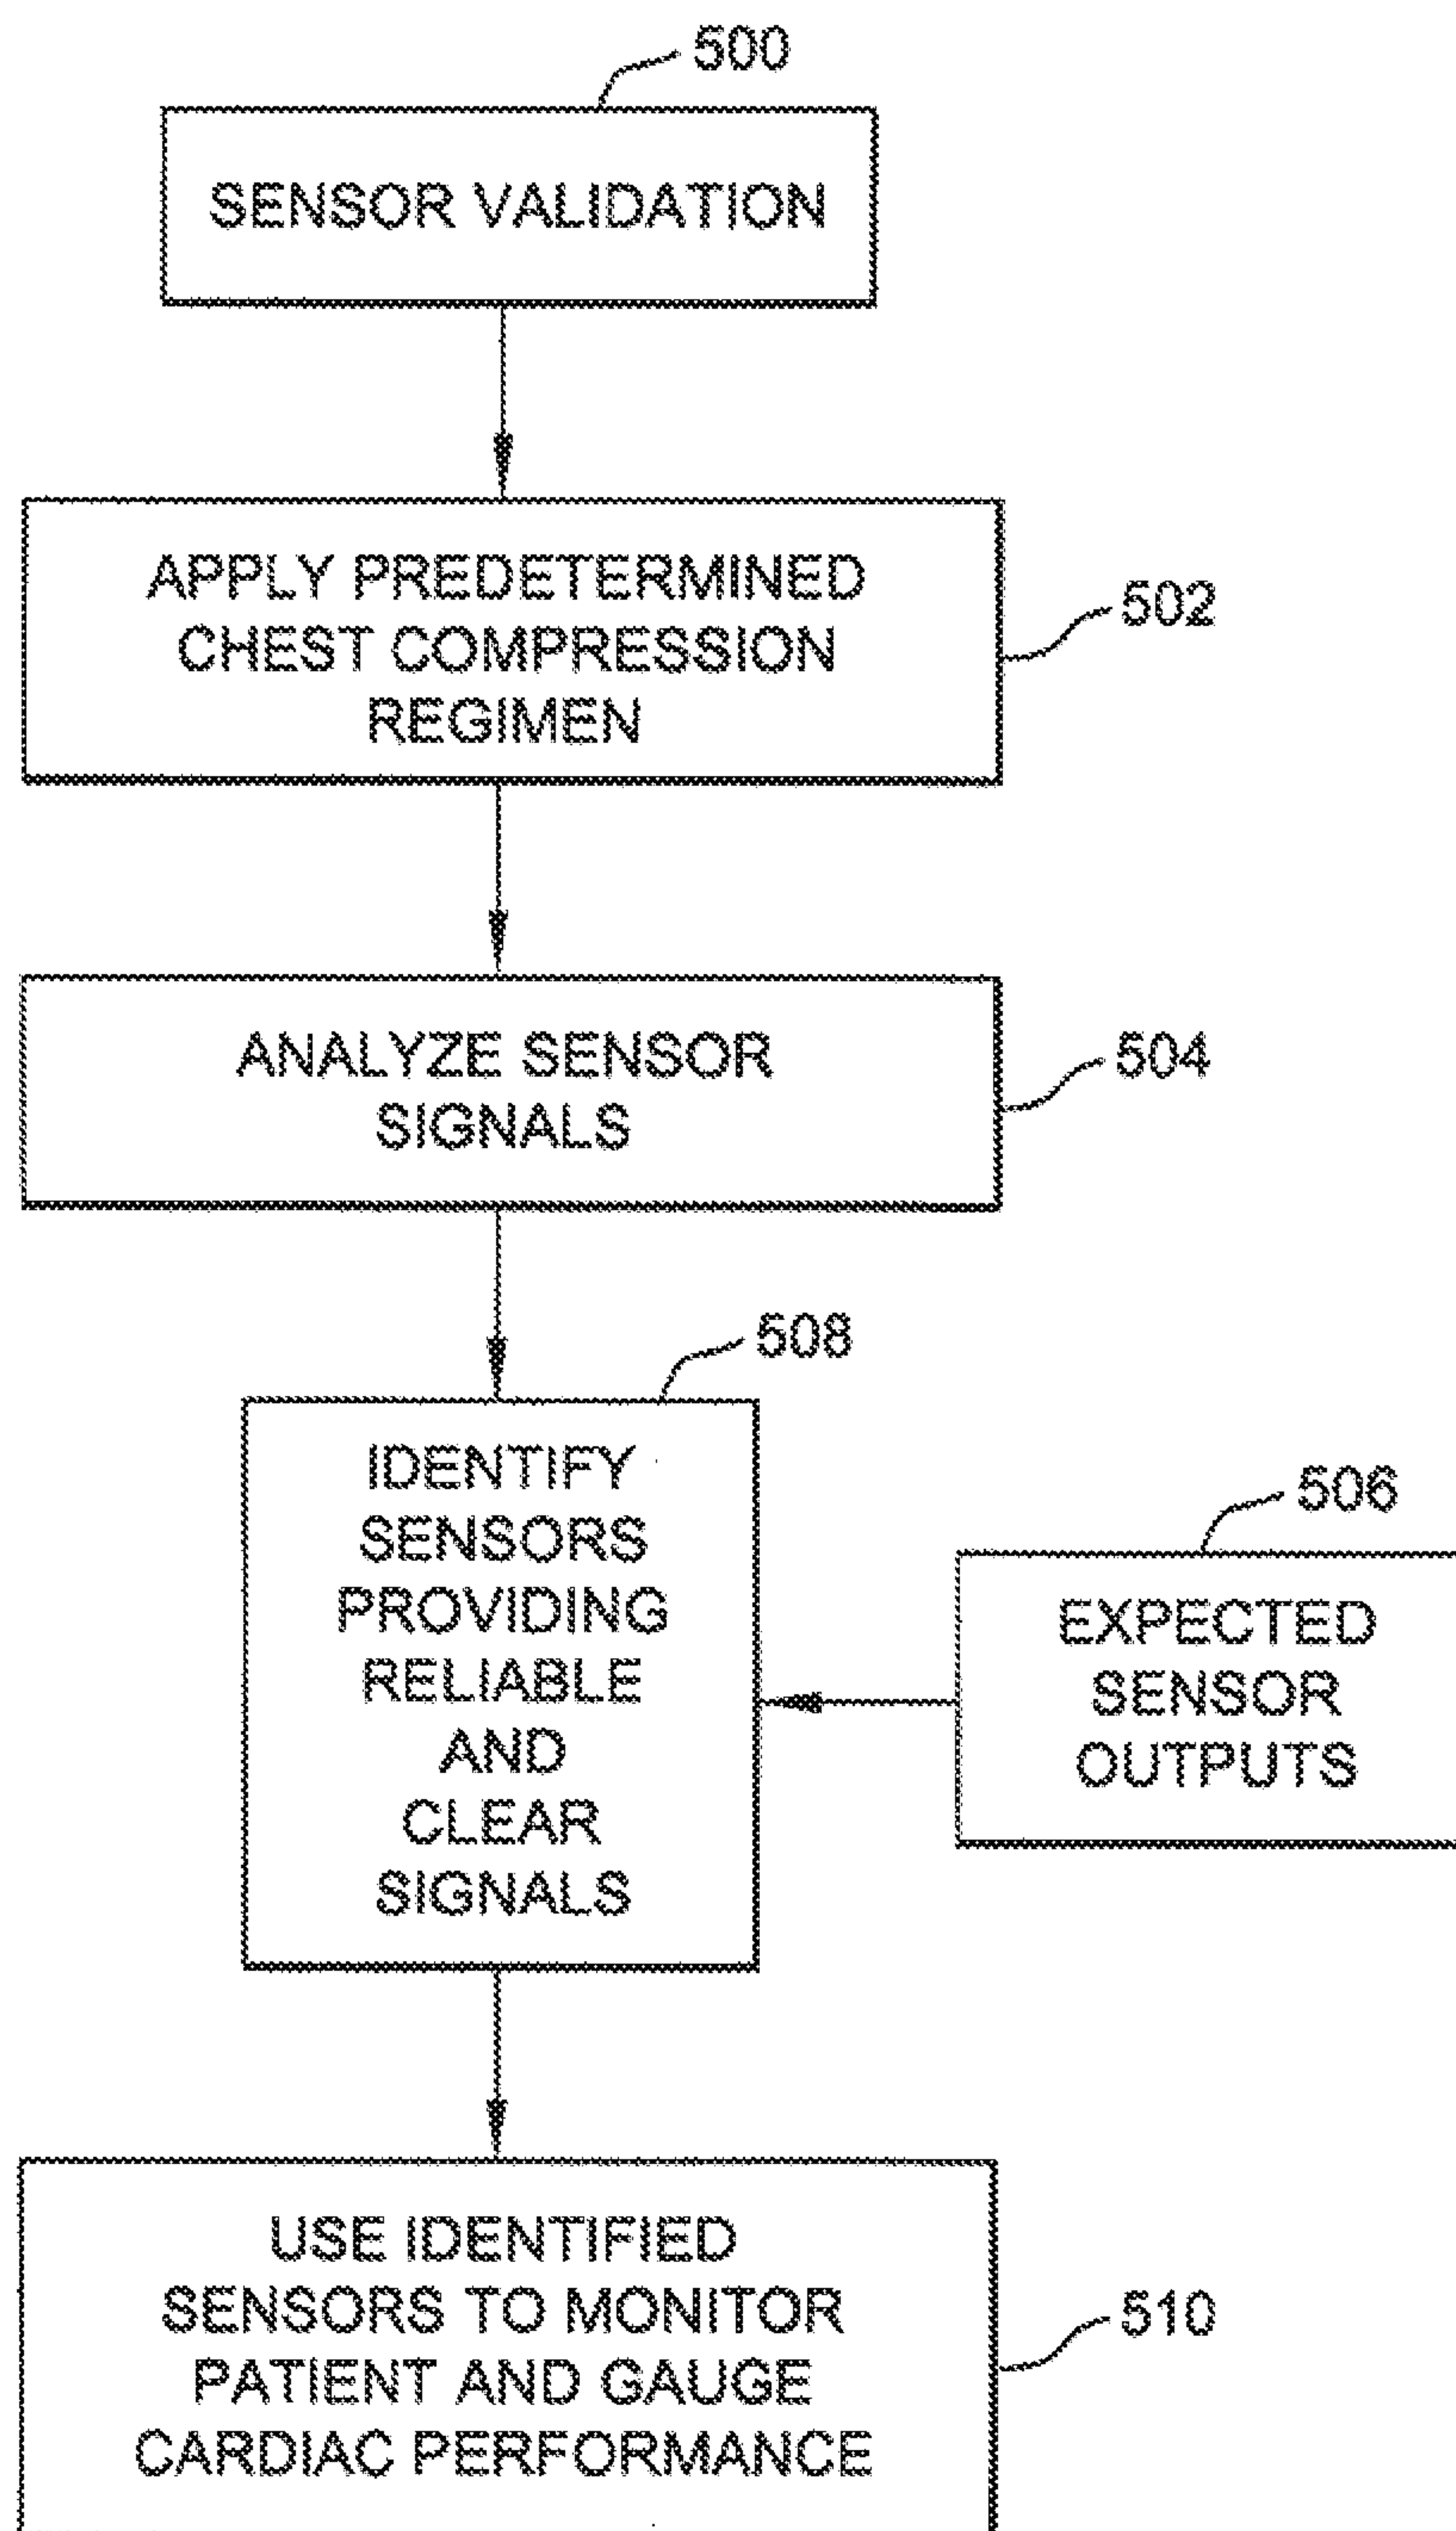 500
SENSOR VALIDATION
APPLY PREDETERMINED
CHEST COMPRESSION
REGIMEN
502
ANALYZE SENSOR
SIGNALS
504
508
IDENTIFY
SENSORS
PROVIDING
RELIABLE
AND
CLEAR
SIGNALS
506
EXPECTED
SENSOR
OUTPUTS
USE IDENTIFIED
SENSORS TO MONITOR
PATIENT AND GAUGE
CARDIAC PERFORMANCE
510